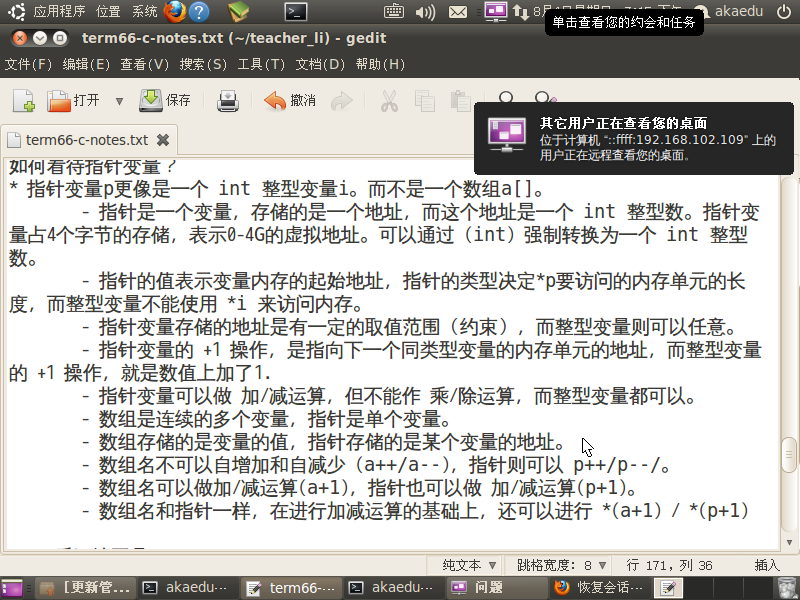 应用程序 位置 系统
akaedu
单击查看您的约会和任务
term66-c-notes.txt (~/teacher_li) - gedit
文件(F) 编辑(E) 查看(V) 搜索(S) 工具(T) 文档(D) 帮助(H)
打开 保存 撤消
其它用户正在查看您的桌面
位于计算机 “::ffff:192.168.102.109” 上的
用户正在远程查看您的桌面。
term66-c-notes.txt
如何看待指针变量？
* 指针变量p更像是一个 int 整型变量i。而不是一个数组a[]。
- 指针是一个变量，存储的是一个地址，而这个地址是一个 int 整型数。指针变
量占4个字节的存储，表示0-4G的虚拟地址。可以通过（int）强制转换为一个 int 整型
数。
- 指针的值表示变量内存的起始地址，指针的类型决定*p要访问的内存单元的长
度，而整型变量不能使用 *i 来访问内存。
- 指针变量存储的地址是有一定的取值范围（约束），而整型变量则可以任意。
- 指针变量的 +1 操作，是指向下一个同类型变量的内存单元的地址，而整型变量
的 +1 操作，就是数值上加了1.
- 指针变量可以做 加/减运算，但不能作 乘/除运算，而整型变量都可以。
- 数组是连续的多个变量，指针是单个变量。
- 数组存储的是变量的值，指针存储的是某个变量的地址。
- 数组名不可以自增加和自减少（a++/a--），指针则可以 p++/p--/。
- 数组名可以做加/减运算(a+1)，指针也可以做 加/减运算(p+1)。
- 数组名和指针一样，在进行加减运算的基础上，还可以进行 *(a+1) / *(p+1)
纯文本 跳格宽度： 8 行 171，列 36 插入
[更新管... akaedu-... term66-... akaedu-... 问题 恢复会话...